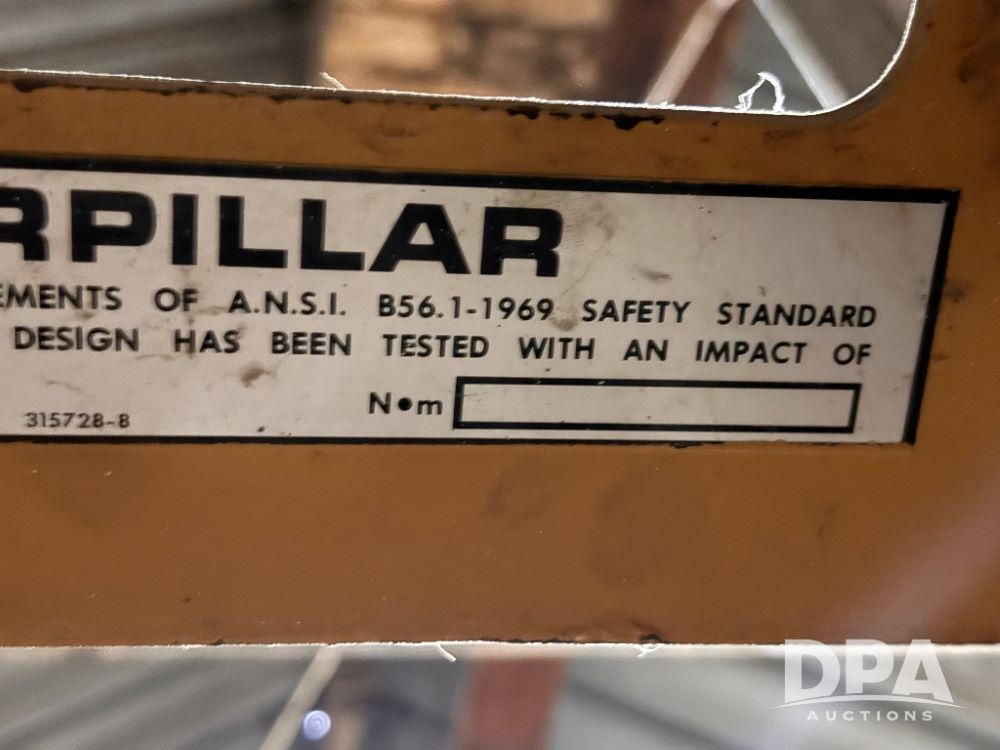 RPILLAR
EMENTS OF A.N.S.I. B56.1-1969 SAFETY STANDARD
DESIGN HAS BEEN TESTED WITH AN IMPACT OF
N•m
315728-8
DPA
AUCTIONS